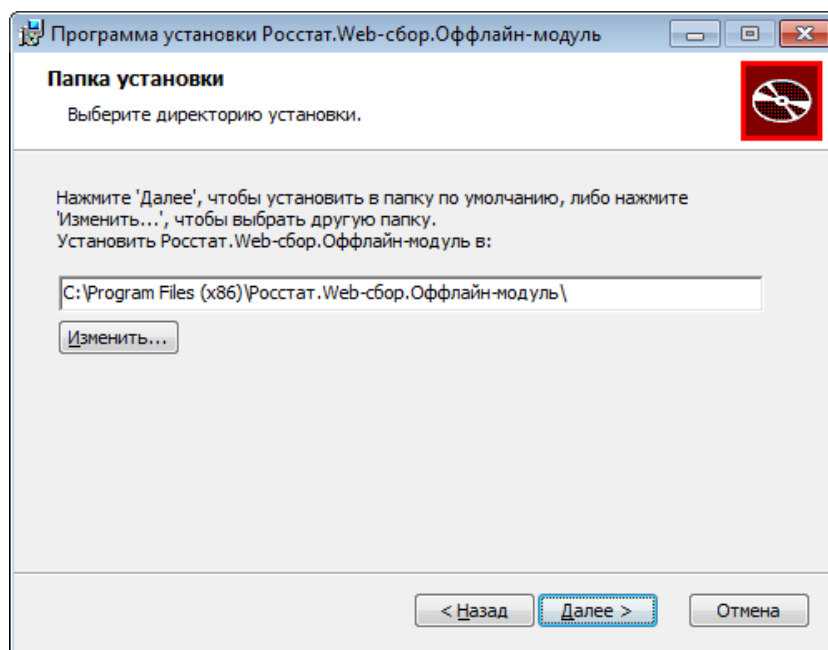 Программа установки Росстат.Web-сбор.Оффлайн-модуль
Папка установки
Выберите директорию установки.
Нажмите 'Далее', чтобы установить в папку по умолчанию, либо нажмите
'Изменить...', чтобы выбрать другую папку.
Установить Росстат.Web-сбор.Оффлайн-модуль в:
C:\Program Files (x86)\Росстат.Web-сбор.Оффлайн-модуль\
Изменить...
< Назад
Далее >
Отмена